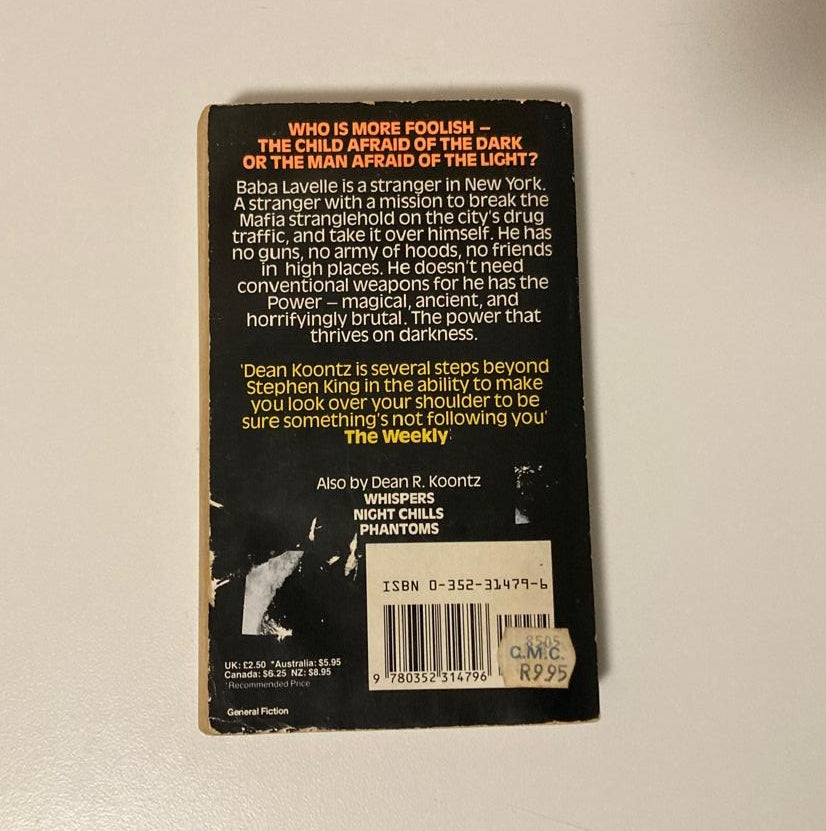 WHO IS MORE FOOLISH –
THE CHILD AFRAID OF THE DARK
OR THE MAN AFRAID OF THE LIGHT?
Baba Lavelle is a stranger in New York.
A stranger with a mission to break the
Mafia stranglehold on the city's drug
traffic, and take it over himself. He has
no guns, no army of hoods, no friends
in high places. He doesn't need
conventional weapons for he has the
Power – magical, ancient, and
horrifyingly brutal. The power that
thrives on darkness.
'Dean Koontz is several steps beyond
Stephen King in the ability to make
you look over your shoulder to be
sure something's not following you'
The Weekly
Also by Dean R. Koontz
WHISPERS
NIGHT CHILLS
PHANTOMS
ISBN 0-352-31479-6
9 780352 314796
8505
C.M.C.
R9.95
UK: £2.50 *Australia: $5.95
Canada: $6.25 NZ: $8.95
*Recommended Price
General Fiction